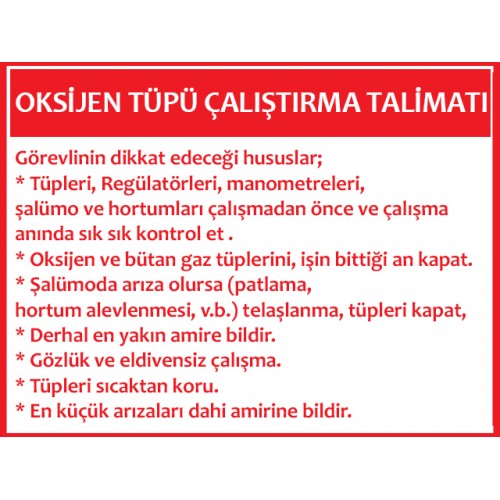 OKSİJEN TÜPÜ ÇALIŞTIRMA TALİMATI
Görevlinin dikkat edeceği hususlar;
* Tüpleri, Regülatörleri, manometreleri,
şalümo ve hortumları çalışmadan önce ve çalışma
anında sık sık kontrol et .
* Oksijen ve bütan gaz tüplerini, işin bittiği an kapat.
* Şalümoda arıza olursa (patlama,
hortum alevlenmesi, v.b.) telaşlanma, tüpleri kapat,
* Derhal en yakın amire bildir.
* Gözlük ve eldivensiz çalışma.
* Tüpleri sıcaktan koru.
* En küçük arızaları dahi amirine bildir.